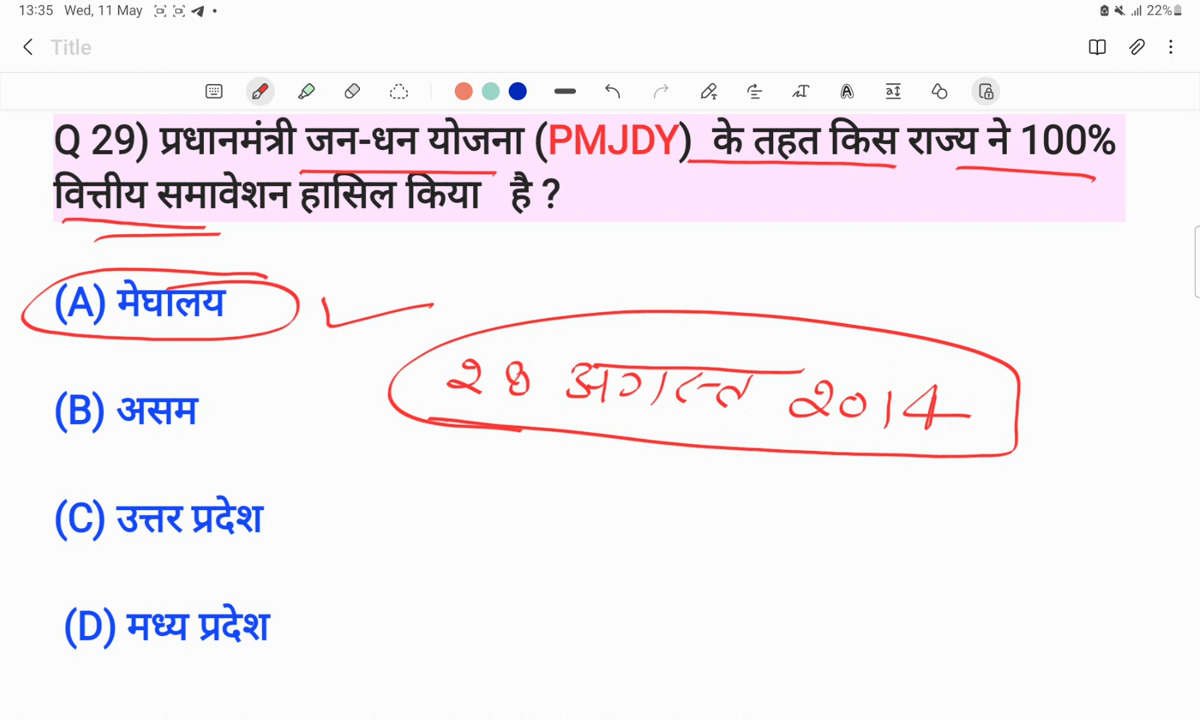 13:35 Wed, 11 May
22%
Title
Q 29) प्रधानमंत्री जन-धन योजना (PMJDY) के तहत किस राज्य ने 100%
वित्तीय समावेशन हासिल किया है ?
(A) मेघालय
28 अगस्त 2014
(B) असम
(C) उत्तर प्रदेश
(D) मध्य प्रदेश